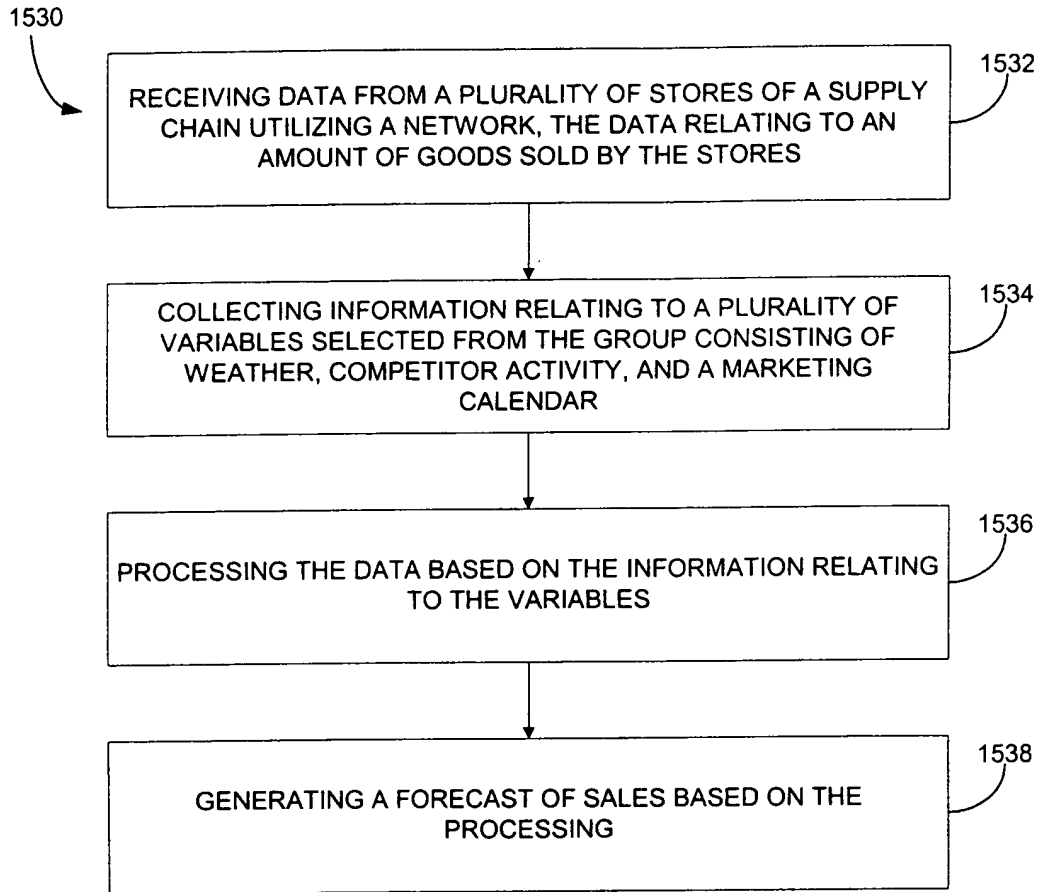 1530
1532
RECEIVING DATA FROM A PLURALITY OF STORES OF A SUPPLY
CHAIN UTILIZING A NETWORK, THE DATA RELATING TO AN
AMOUNT OF GOODS SOLD BY THE STORES
1534
COLLECTING INFORMATION RELATING TO A PLURALITY OF
VARIABLES SELECTED FROM THE GROUP CONSISTING OF
WEATHER, COMPETITOR ACTIVITY, AND A MARKETING
CALENDAR
1536
PROCESSING THE DATA BASED ON THE INFORMATION RELATING
TO THE VARIABLES
1538
GENERATING A FORECAST OF SALES BASED ON THE
PROCESSING